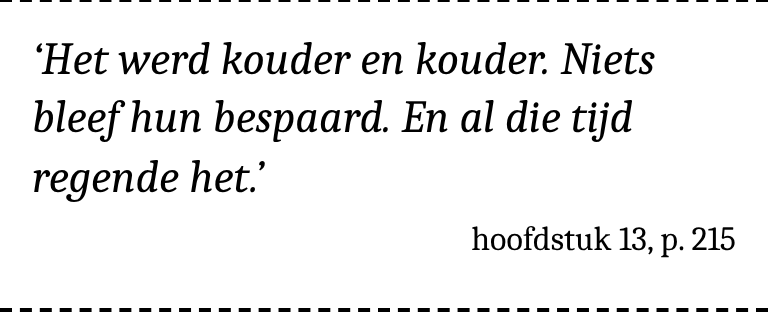 ‘Het werd kouder en kouder. Niets
bleef hun bespaard. En al die tijd
regende het.’
hoofdstuk 13, p. 215